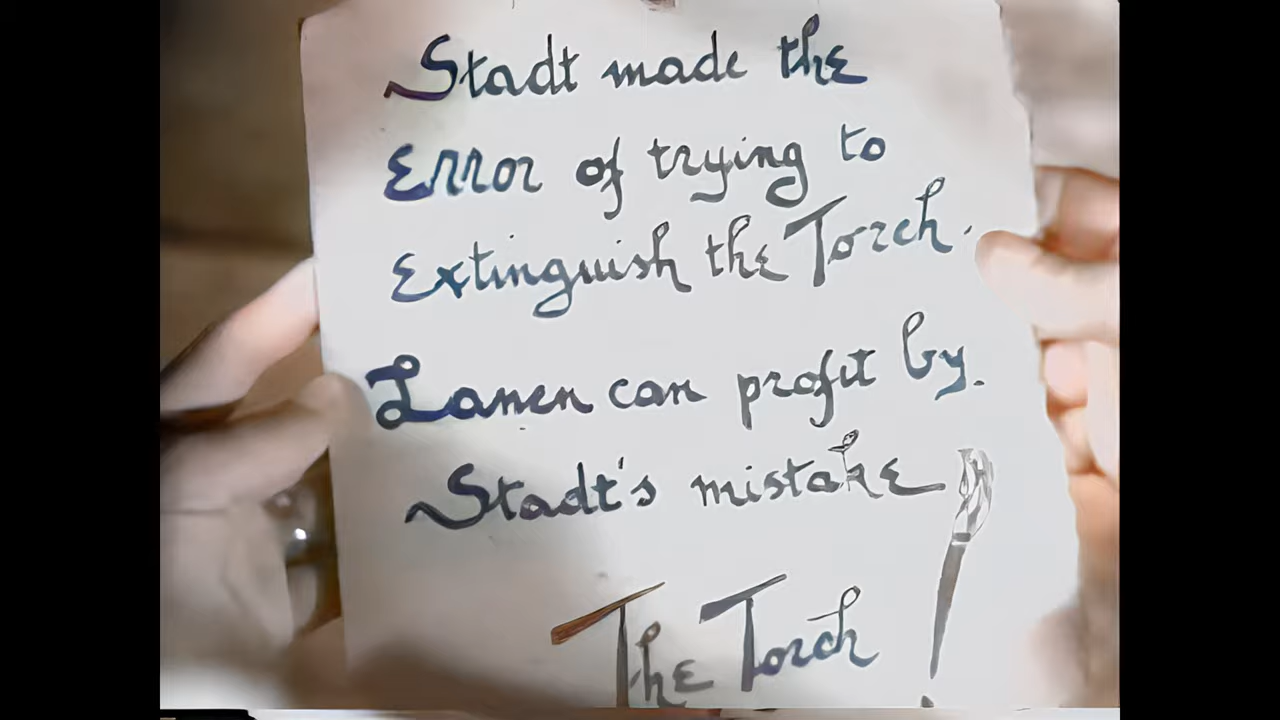 Stadt made the
Error of trying to
Extinguish the Torch.
Lanen can profit by.
Stadt's mistake
The Torch